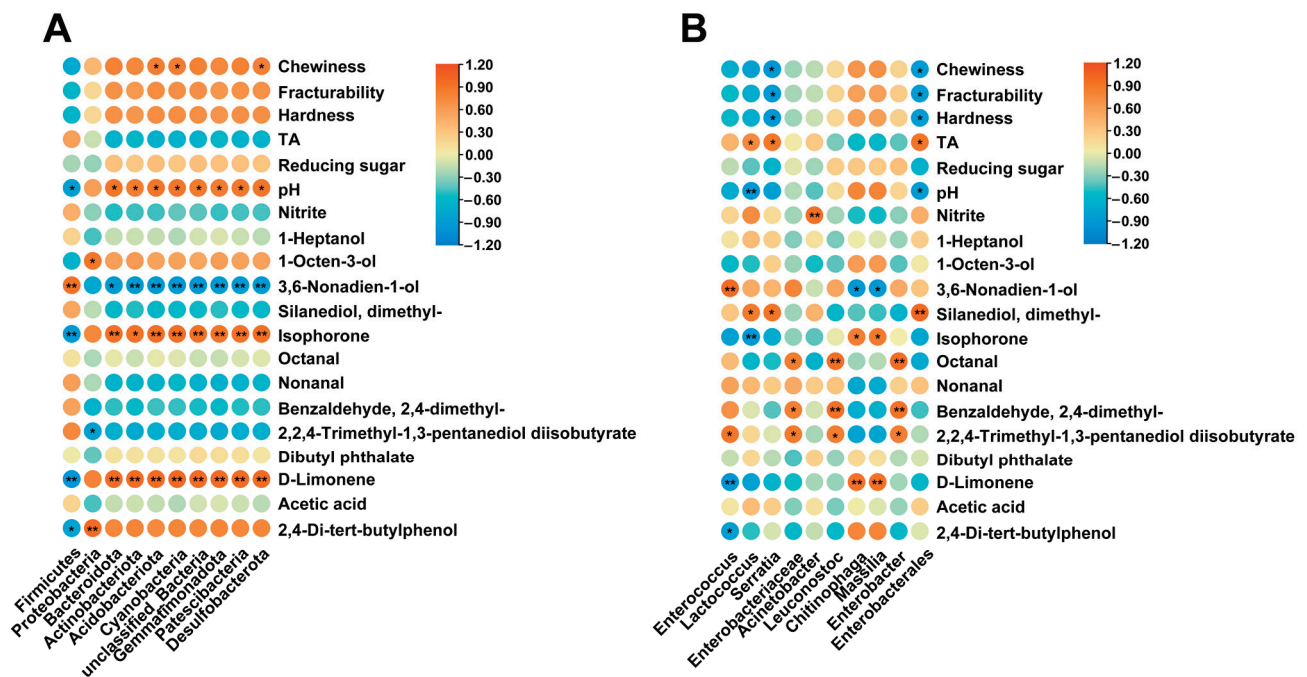 A
Chewiness
Fracturability
Hardness
TA
Reducing sugar
pH
Nitrite
1-Heptanol
1-Octen-3-ol
3,6-Nonadien-1-ol
Silanediol, dimethyl-
Isophorone
Octanal
Nonanal
Benzaldehyde, 2,4-dimethyl-
2,2,4-Trimethyl-1,3-pentanediol diisobutyrate
Dibutyl phthalate
D-Limonene
Acetic acid
2,4-Di-tert-butylphenol
1.20
0.90
0.60
0.30
0.00
−0.30
−0.60
−0.90
−1.20
Firmicutes
Proteobacteria
Bacteroidota
Actinobacteriota
Acidobacteriota
Cyanobacteria
unclassified_Bacteria
Gemmatimonadota
Patescibacteria
Desulfobacterota
B
Chewiness
Fracturability
Hardness
TA
Reducing sugar
pH
Nitrite
1-Heptanol
1-Octen-3-ol
3,6-Nonadien-1-ol
Silanediol, dimethyl-
Isophorone
Octanal
Nonanal
Benzaldehyde, 2,4-dimethyl-
2,2,4-Trimethyl-1,3-pentanediol diisobutyrate
Dibutyl phthalate
D-Limonene
Acetic acid
2,4-Di-tert-butylphenol
1.20
0.90
0.60
0.30
0.00
−0.30
−0.60
−0.90
−1.20
Enterococcus
Lactococcus
Serratia
Enterobacteriaceae
Acinetobacter
Leuconostoc
Chitinophaga
Massilia
Enterobacter
Enterobacterales